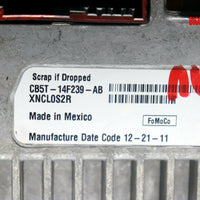 Scrap if Dropped
CB5T-14F239-AB
XNCL0S2R
Made in Mexico
FoMoCo
Manufacture Date Code 12-21-11